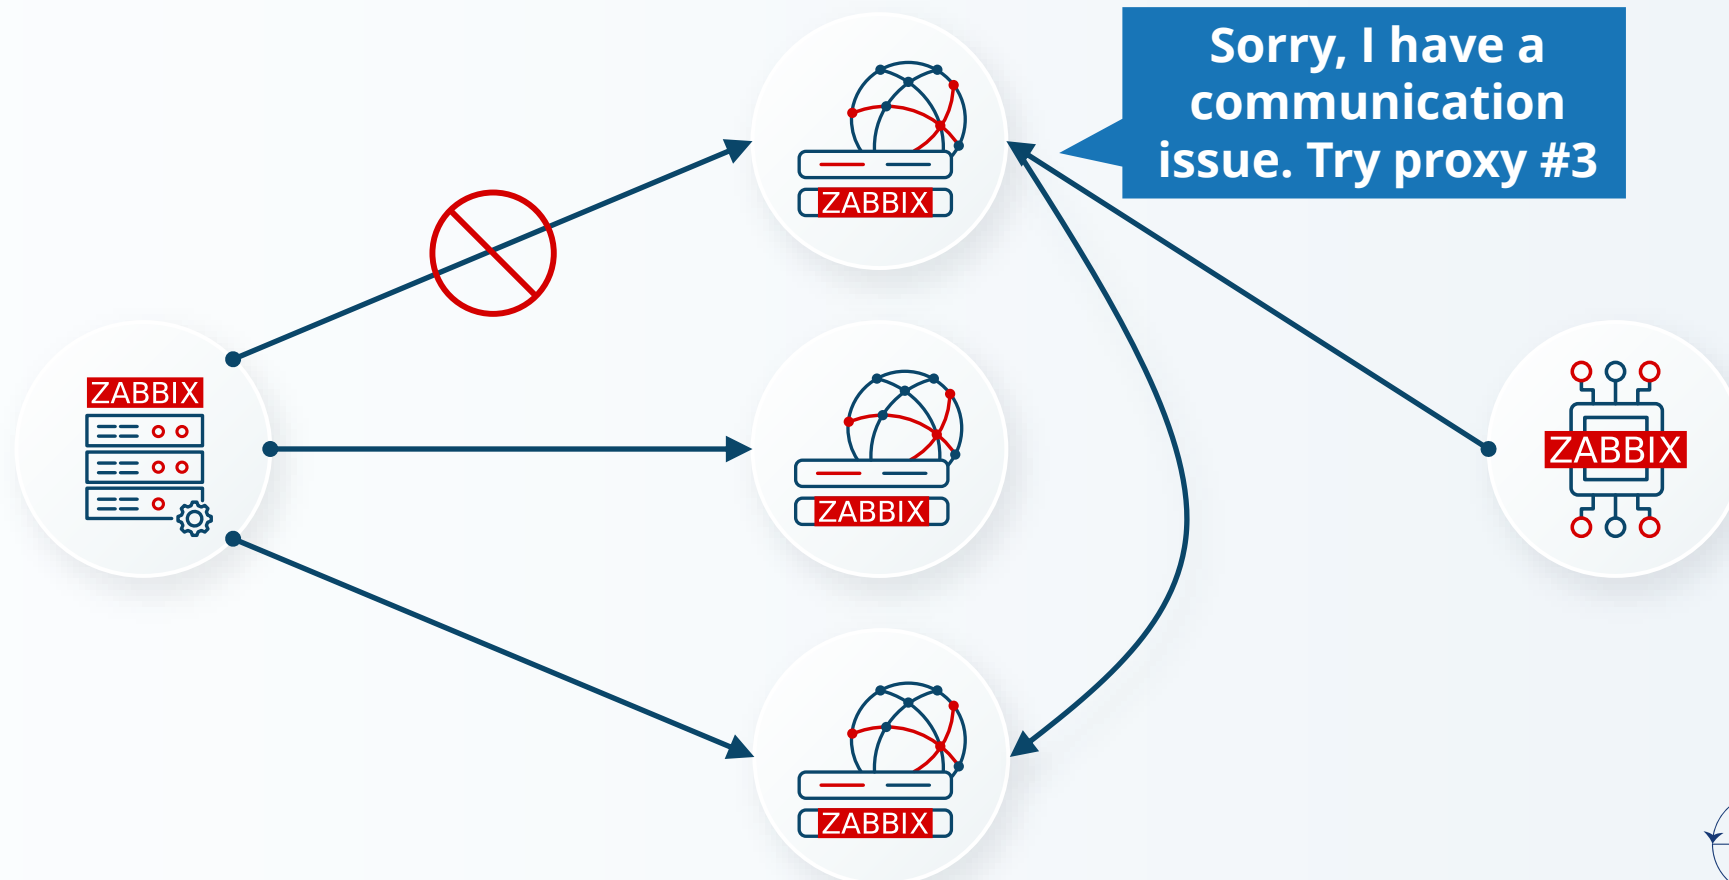 Sorry, I have a
communication
issue. Try proxy #3
ZABBIX
ZABBIX
ZABBIX
ZABBIX
ZABBIX